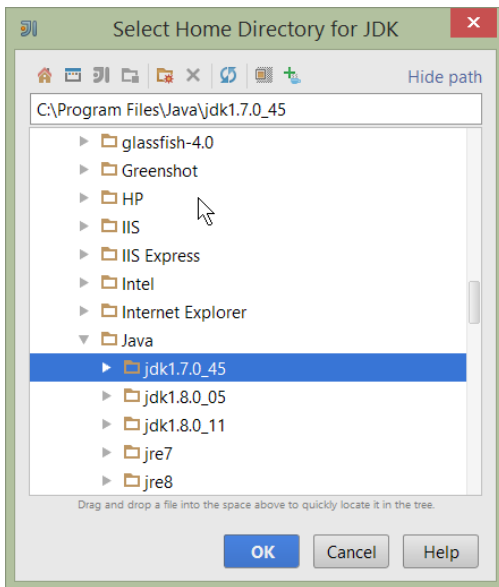 Select Home Directory for JDK
Hide path
C:\Program Files\Java\jdk1.7.0_45
glassfish-4.0
Greenshot
HP
IIS
IIS Express
Intel
Internet Explorer
Java
jdk1.7.0_45
jdk1.8.0_05
jdk1.8.0_11
jre7
jre8
Drag and drop a file into the space above to quickly locate it in the tree.
OK Cancel Help